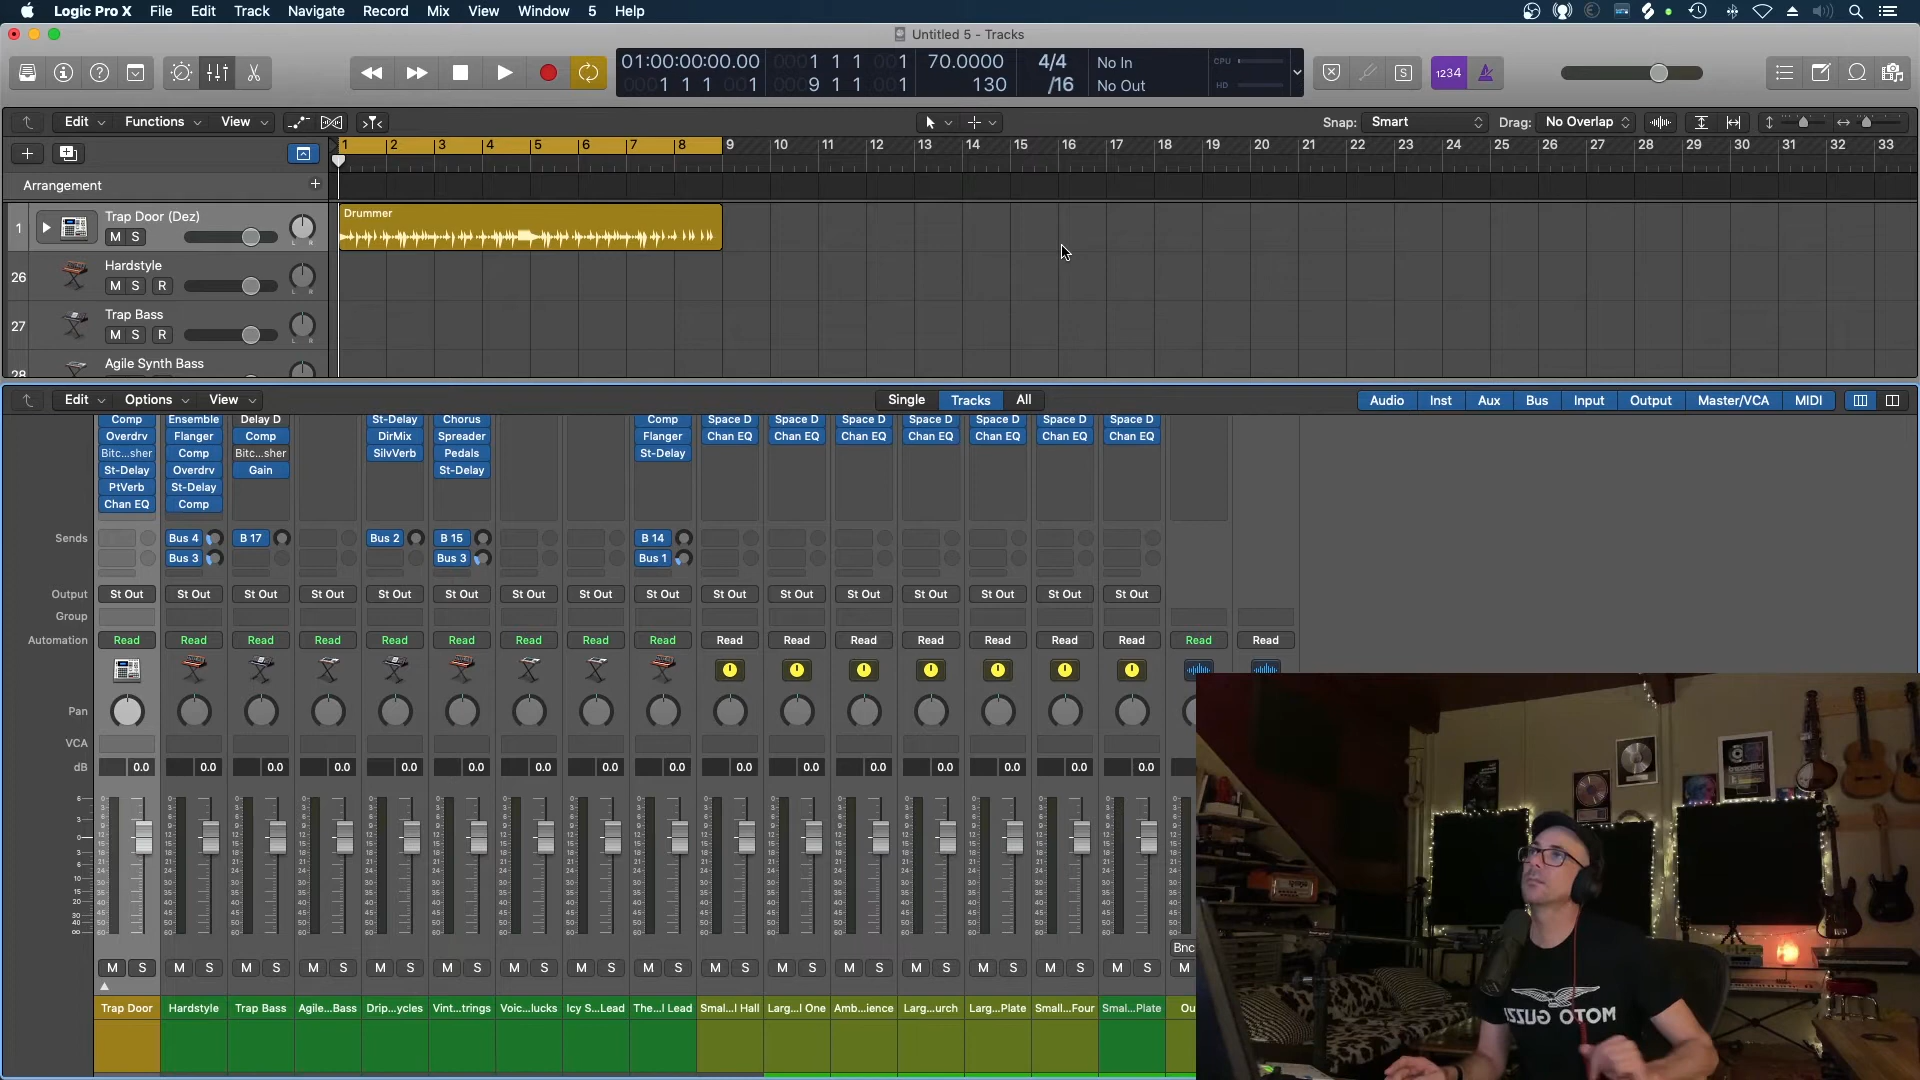 Logic Pro X File Edit Track Navigate Record Mix View Window 5 Help
Untitled 5 - Tracks
01:00:00:00.00 1 1 1 1 70.0000 4/4 No In CPU
1 1 1 1 9 1 1 1 130 /16 No Out HD
S 1234
Edit Functions View Snap: Smart Drag: No Overlap
1 2 3 4 5 6 7 8 9 10 11 12 13 14 15 16 17 18 19 20 21 22 23 24 25 26 27 28 29 30 31 32 33
Arrangement
1 Trap Door (Dez) Drummer
M S L R
26 Hardstyle
M S R L R
27 Trap Bass
M S R L R
28 Agile Synth Bass
Edit Options View Single Tracks All Audio Inst Aux Bus Input Output Master/VCA MIDI
Comp Ensemble Delay D St-Delay Chorus Comp Space D Space D Space D Space D Space D Space D Space D
Overdrv Flanger Comp DirMix Spreader Flanger Chan EQ Chan EQ Chan EQ Chan EQ Chan EQ Chan EQ Chan EQ
Bitc...sher Comp Bitc...sher SilvVerb Pedals St-Delay
St-Delay Overdrv Gain St-Delay
PtVerb St-Delay
Chan EQ Comp
Sends Bus 4 B 17 Bus 2 B 15 B 14
Bus 3 Bus 3 Bus 1
Output St Out St Out St Out St Out St Out St Out St Out St Out St Out St Out St Out St Out St Out St Out St Out St Out
Group
Automation Read Read Read Read Read Read Read Read Read Read Read Read Read Read Read Read Read Read
Pan
VCA
dB 0.0 0.0 0.0 0.0 0.0 0.0 0.0 0.0 0.0 0.0 0.0 0.0 0.0 0.0 0.0 0.0
Bnc
M S M S M S M S M S M S M S M S M S M S M S M S M S M S M S M S M
Trap Door Hardstyle Trap Bass Agile...Bass Drip...ycles Vint...trings Voic...lucks Icy S...Lead The...l Lead Smal...l Hall Larg...l One Amb...ience Larg...urch Larg...Plate Small...Four Smal...Plate Ou
MOTO GUZZI